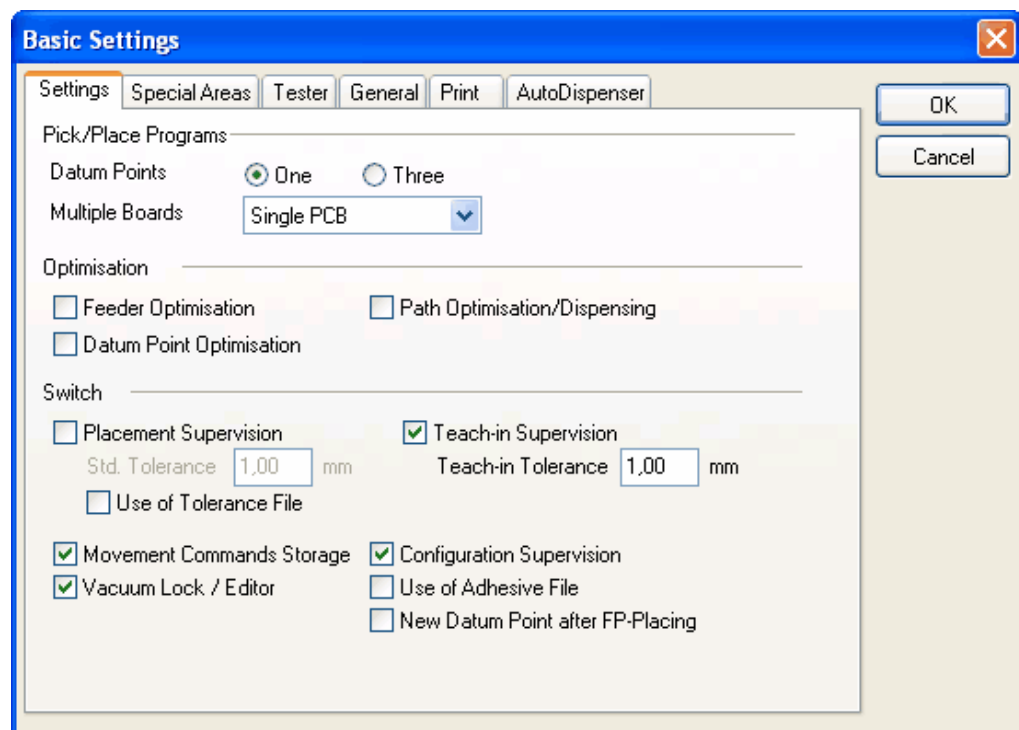 Basic Settings
Settings Special Areas Tester General Print AutoDispenser
OK
Cancel
Pick/Place Programs
Datum Points One Three
Multiple Boards Single PCB
Optimisation
Feeder Optimisation Path Optimisation/Dispensing
Datum Point Optimisation
Switch
Placement Supervision Teach-in Supervision
Std. Tolerance 1,00 mm Teach-in Tolerance 1,00 mm
Use of Tolerance File
Movement Commands Storage Configuration Supervision
Vacuum Lock / Editor Use of Adhesive File
New Datum Point after FP-Placing